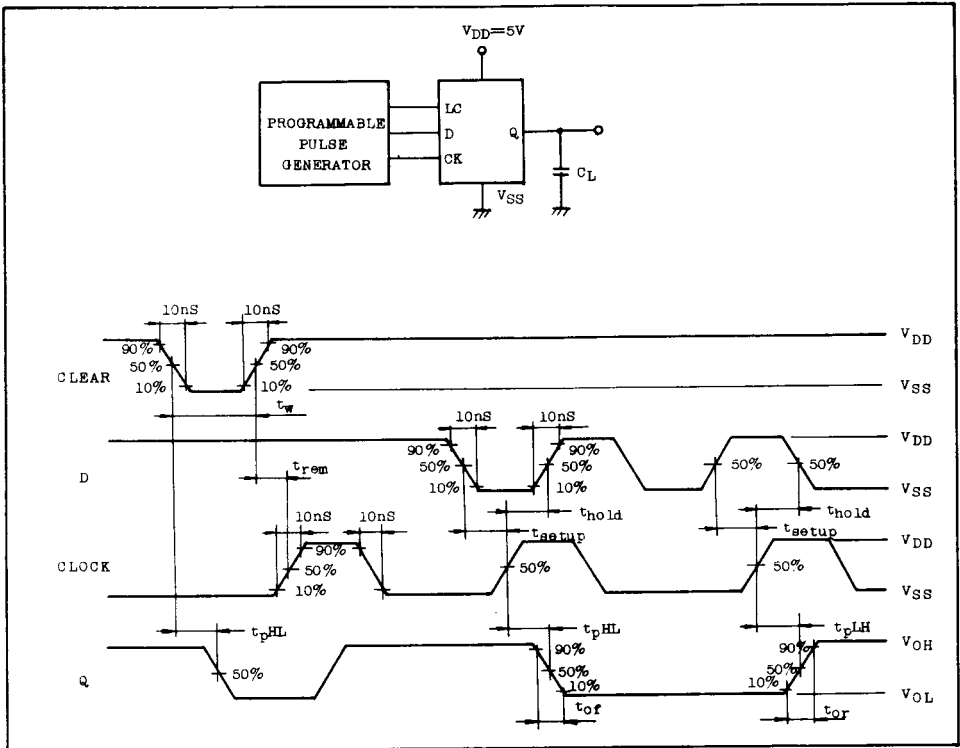 VDD=5V
PROGRAMMABLE
PULSE
GENERATOR
LC
D
CK
Q
CL
VSS
10nS 10nS
90% 90% VDD
50% 50%
CLEAR 10% 10% VSS
tw
10nS 10nS
90% 90% VDD
D 50% 50% 50% 50%
trem 10% 10% VSS
thold thold
10nS 10nS tsetup tsetup
90% VDD
CLOCK 50% 50% 50%
10% VSS
tpHL tpHL tpLH
90% 90% VOH
Q 50% 50% 50%
10% 10% VOL
tof tor